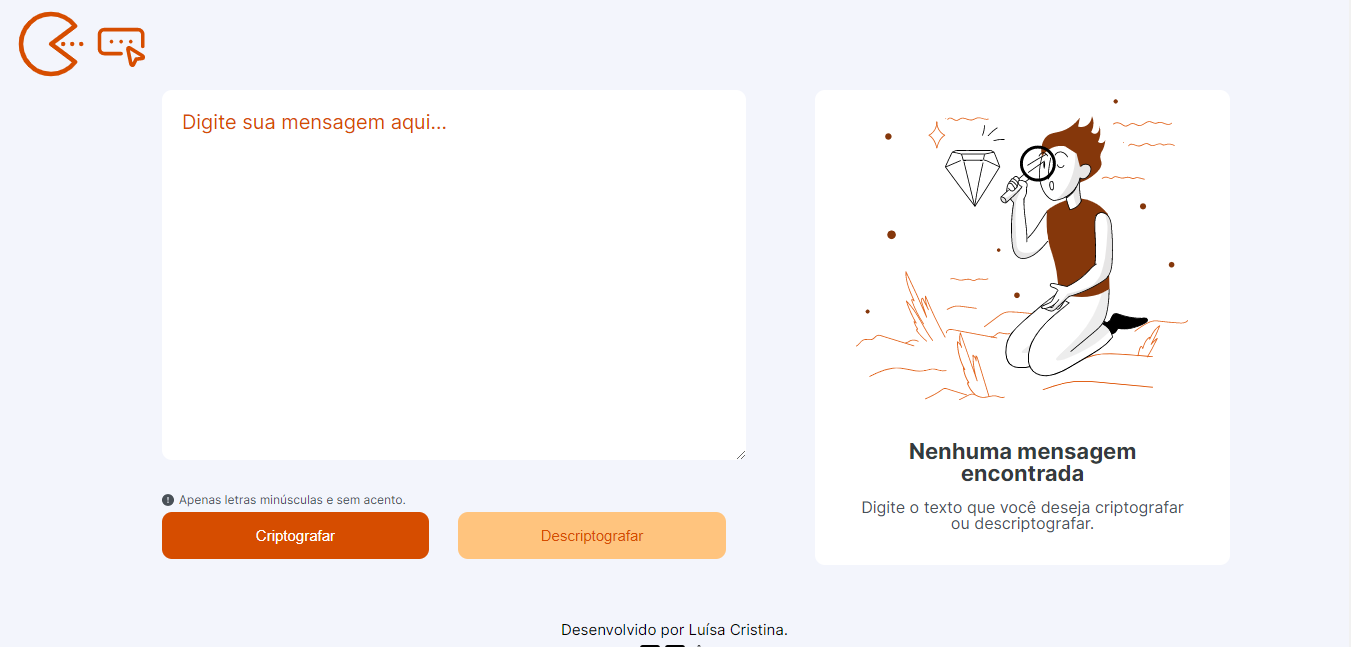 Digite sua mensagem aqui...
Apenas letras minúsculas e sem acento.
Criptografar
Descriptografar
Nenhuma mensagem
encontrada
Digite o texto que você deseja criptografar
ou descriptografar.
Desenvolvido por Luísa Cristina.